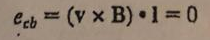 e_cb = (v × B) • l = 0